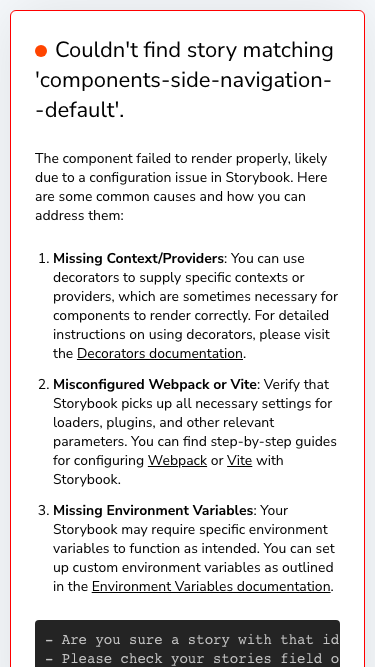 Couldn't find story matching
'components-side-navigation-
-default'.
The component failed to render properly, likely
due to a configuration issue in Storybook. Here
are some common causes and how you can
address them:
1. Missing Context/Providers: You can use
decorators to supply specific contexts or
providers, which are sometimes necessary for
components to render correctly. For detailed
instructions on using decorators, please visit
the Decorators documentation.
2. Misconfigured Webpack or Vite: Verify that
Storybook picks up all necessary settings for
loaders, plugins, and other relevant
parameters. You can find step-by-step guides
for configuring Webpack or Vite with
Storybook.
3. Missing Environment Variables: Your
Storybook may require specific environment
variables to function as intended. You can set
up custom environment variables as outlined
in the Environment Variables documentation.
- Are you sure a story with that id
- Please check your stories field o